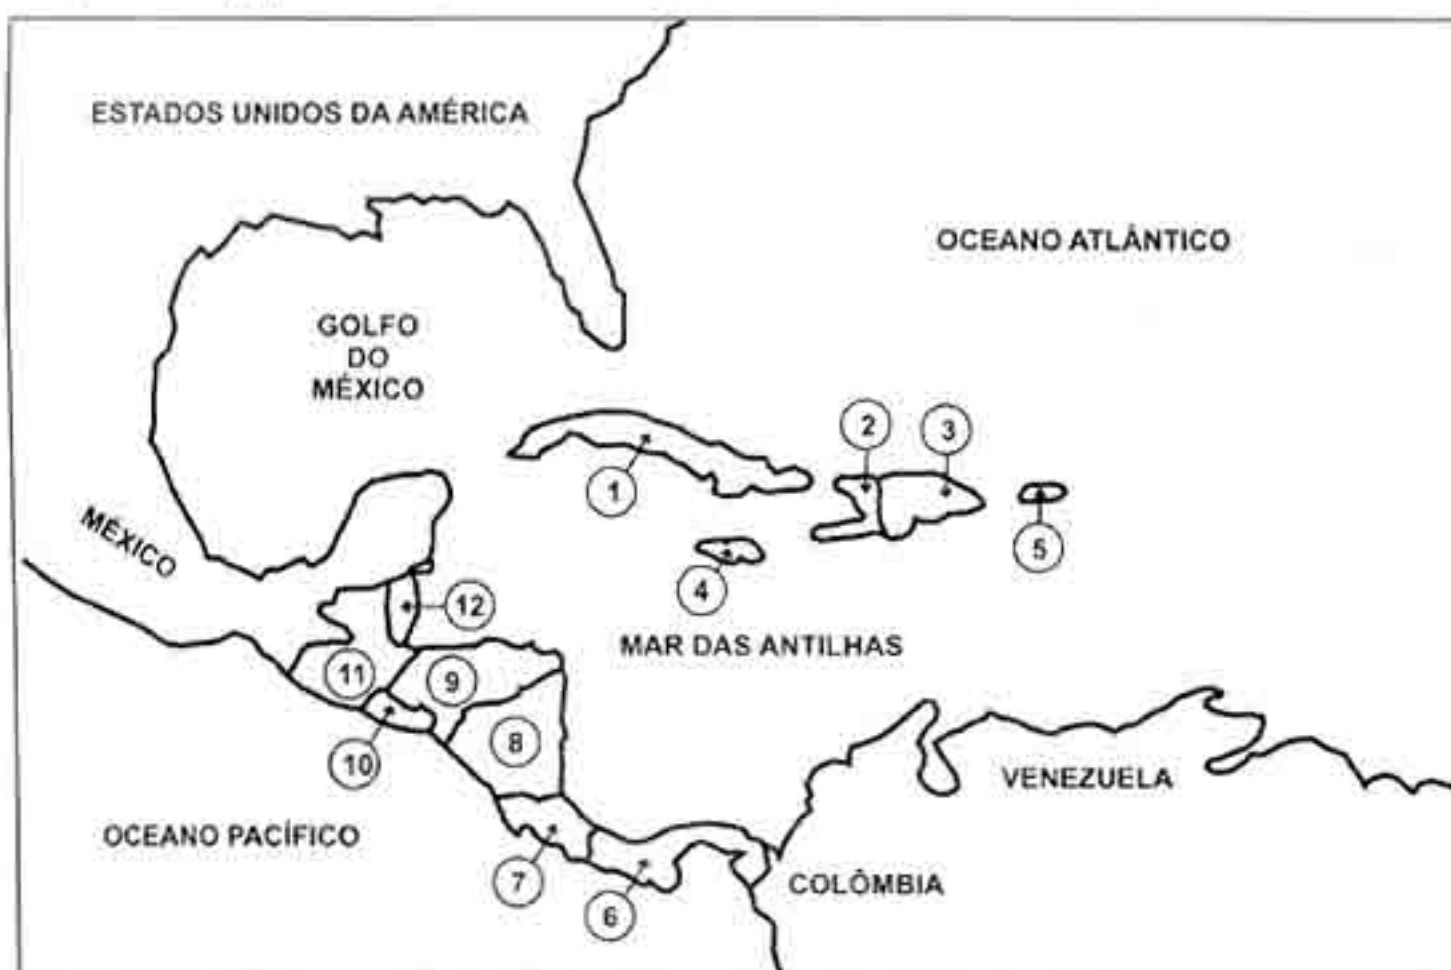 ESTADOS UNIDOS DA AMÉRICA
OCEANO ATLÂNTICO
GOLFO
DO
MÉXICO
2
3
1
5
MÉXICO
4
12
MAR DAS ANTILHAS
11
9
8
10
VENEZUELA
OCEANO PACÍFICO
7
6
COLÔMBIA